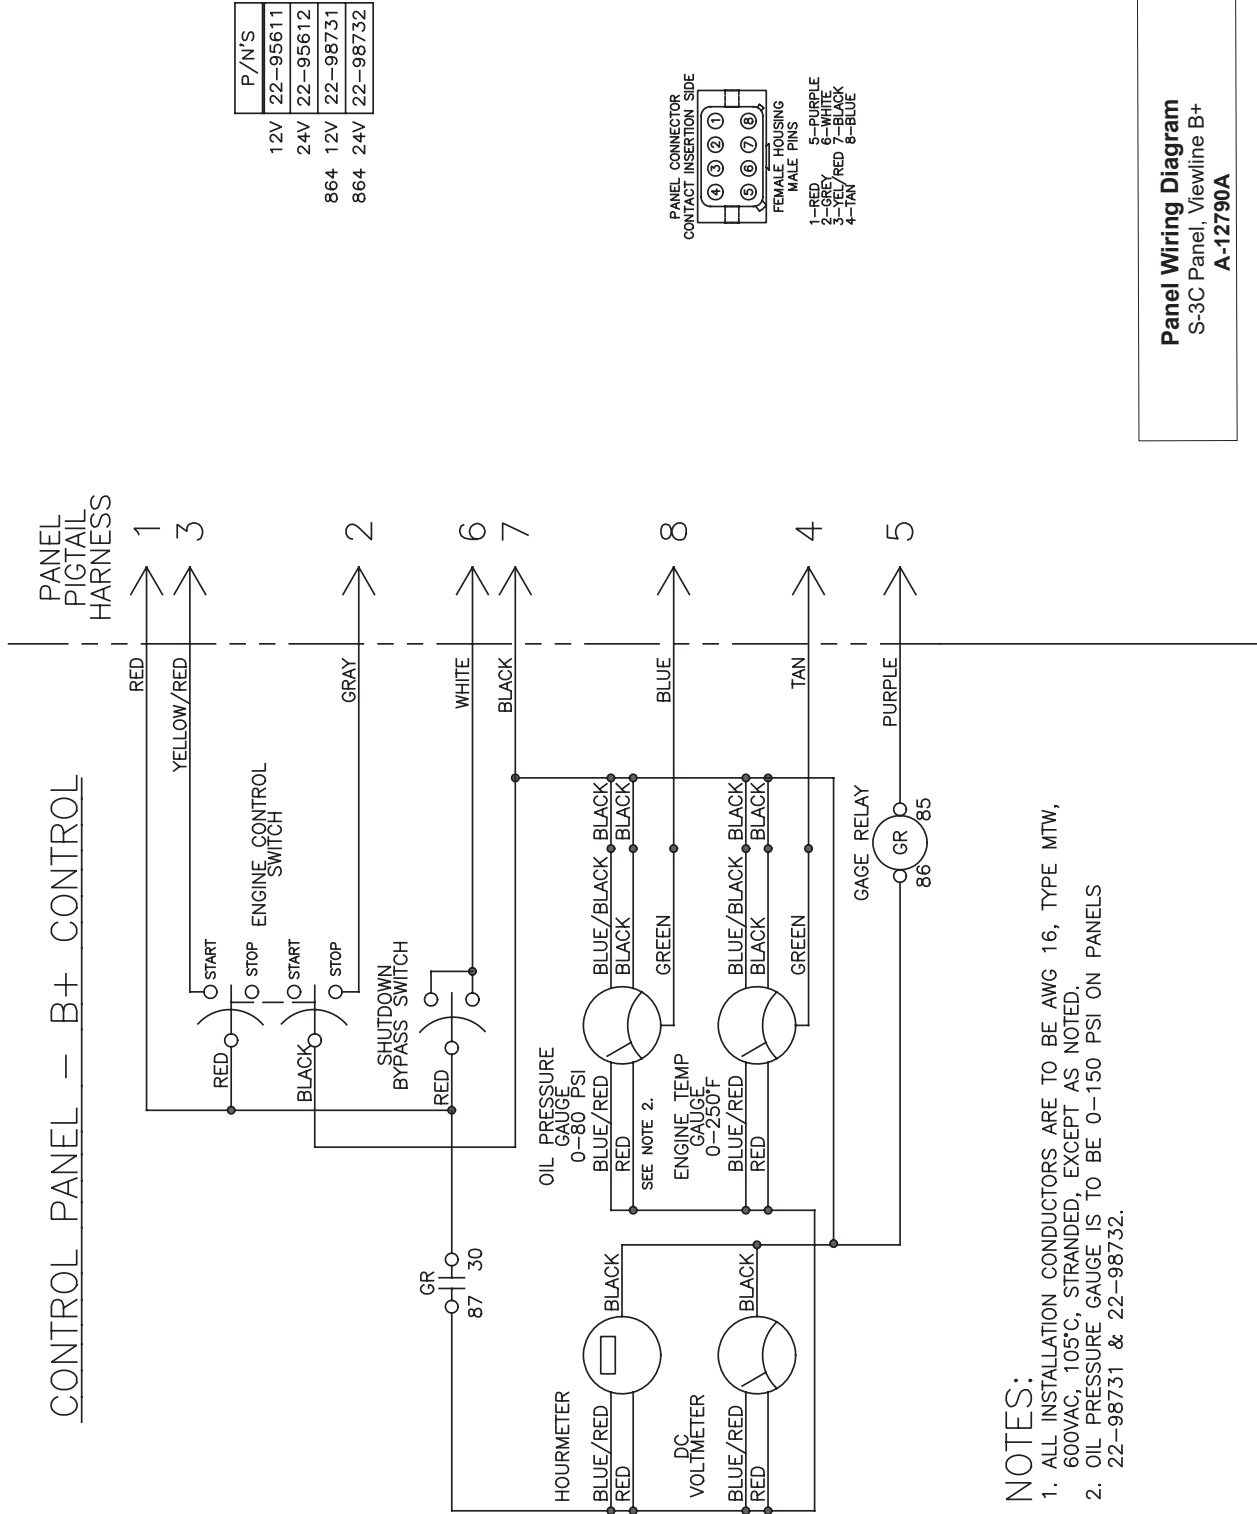 CONTROL PANEL - B+ CONTROL
PANEL
PIGTAIL
HARNESS
RED
1
YELLOW/RED
3
GRAY
2
WHITE
6
BLACK
7
BLUE
8
TAN
4
PURPLE
5
ENGINE CONTROL
SWITCH
START
STOP
START
STOP
RED
BLACK
SHUTDOWN
BYPASS SWITCH
RED
GR
87
30
OIL PRESSURE
GAUGE
0-80 PSI
BLUE/RED
RED
SEE NOTE 2.
BLUE/BLACK
BLACK
BLACK
BLACK
GREEN
ENGINE TEMP
GAUGE
0-250°F
BLUE/RED
RED
BLUE/BLACK
BLACK
BLACK
BLACK
GREEN
GAGE RELAY
GR
86
85
HOURMETER
BLUE/RED
RED
BLACK
DC
VOLTMETER
BLUE/RED
RED
BLACK
NOTES:
1. ALL INSTALLATION CONDUCTORS ARE TO BE AWG 16, TYPE MTW,
600VAC, 105°C, STRANDED, EXCEPT AS NOTED.
2. OIL PRESSURE GAUGE IS TO BE 0-150 PSI ON PANELS
22-98731 & 22-98732.
P/N'S
12V 22-95611
24V 22-95612
864 12V 22-98731
864 24V 22-98732
PANEL CONNECTOR
CONTACT INSERTION SIDE
4 3 2 1
5 6 7 8
FEMALE HOUSING
MALE PINS
1-RED 5-PURPLE
2-GREY 6-WHITE
3-YEL/RED 7-BLACK
4-TAN 8-BLUE
Panel Wiring Diagram
S-3C Panel, Viewline B+
A-12790A